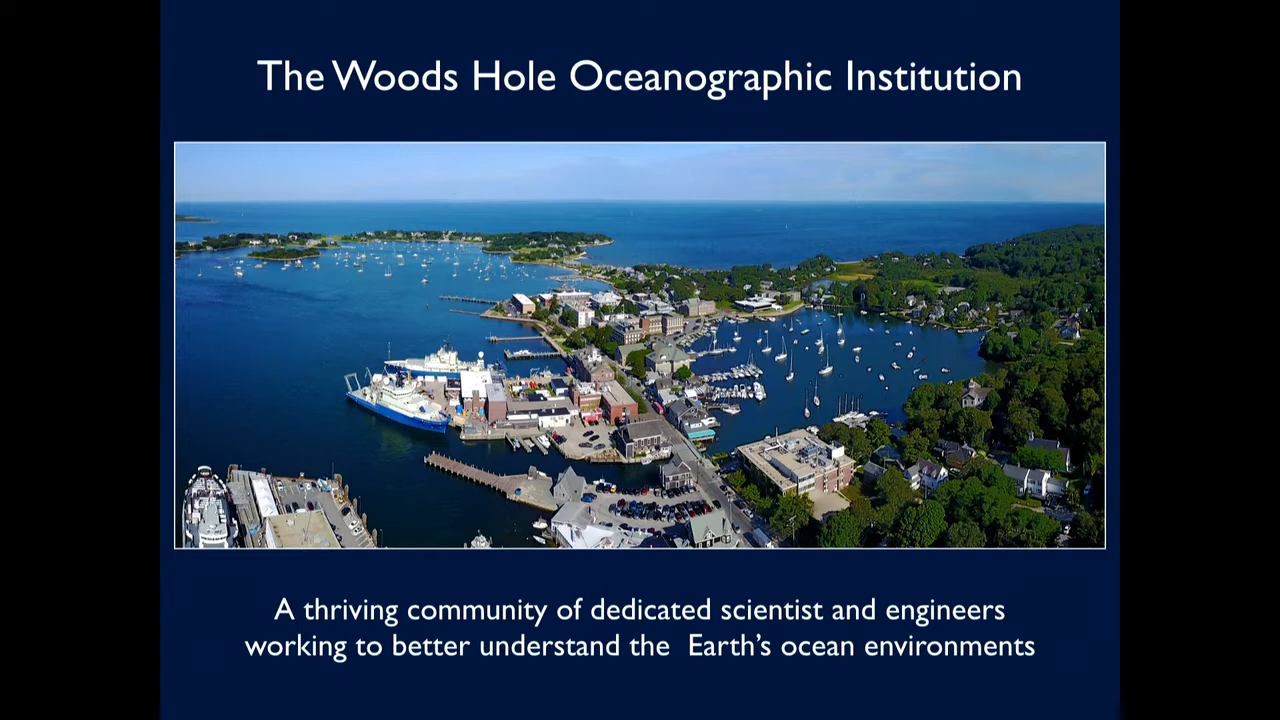 The Woods Hole Oceanographic Institution
A thriving community of dedicated scientist and engineers
working to better understand the  Earth’s ocean environments